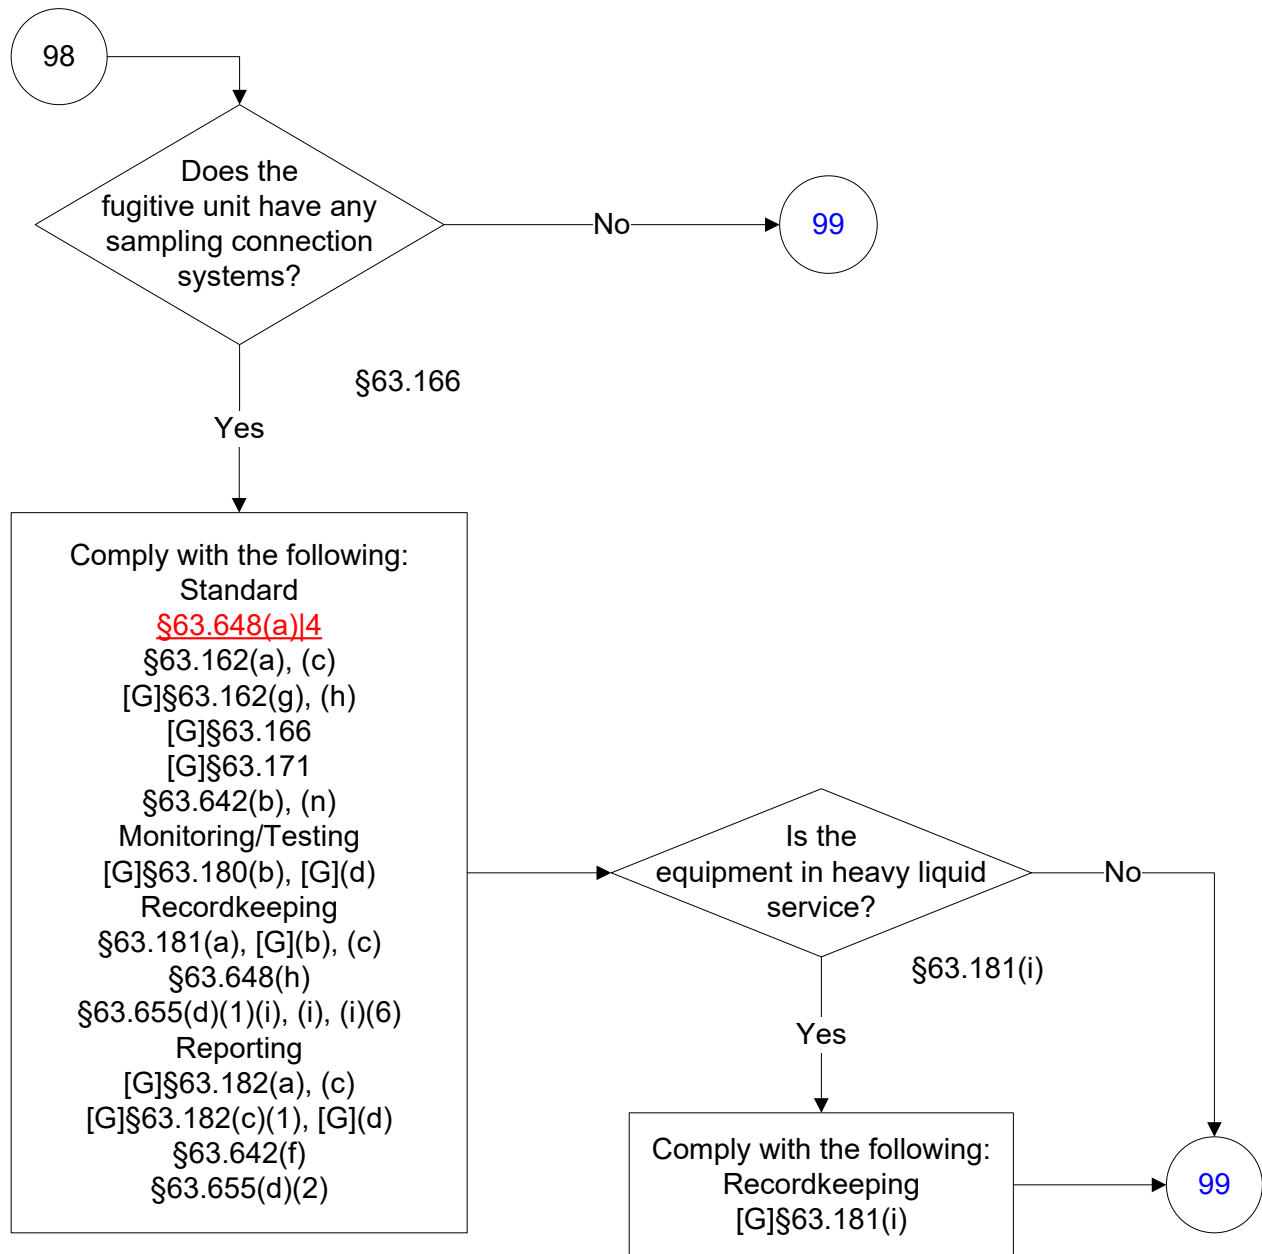 98
Does the
fugitive unit have any
sampling connection
systems?
No
99
§63.166
Yes
Comply with the following:
Standard
§63.648(a)|4
§63.162(a), (c)
[G]§63.162(g), (h)
[G]§63.166
[G]§63.171
§63.642(b), (n)
Monitoring/Testing
[G]§63.180(b), [G](d)
Recordkeeping
§63.181(a), [G](b), (c)
§63.648(h)
§63.655(d)(1)(i), (i), (i)(6)
Reporting
[G]§63.182(a), (c)
[G]§63.182(c)(1), [G](d)
§63.642(f)
§63.655(d)(2)
Is the
equipment in heavy liquid
service?
No
§63.181(i)
Yes
Comply with the following:
Recordkeeping
[G]§63.181(i)
99